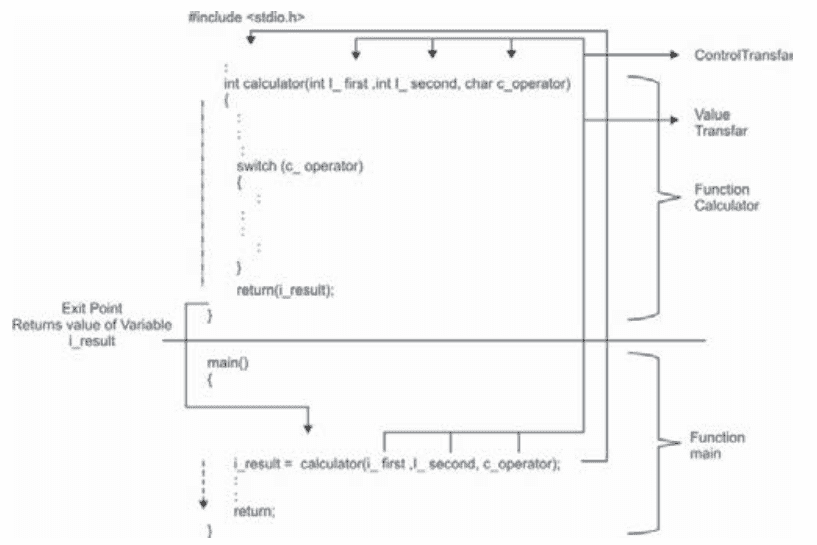 #include <stdio.h>
ControlTransfar
:
int calculator(int I_ first ,int I_ second, char c_operator)
{
Value
Transfar
:
:
:
switch (c_ operator)
{
Function
Calculator
:
:
:
:
}
return(i_result);
}
Exit Point
Returns value of Variable
i_result
main()
{
Function
main
i_result = calculator(i_ first ,I_ second, c_operator);
:
:
return;
}